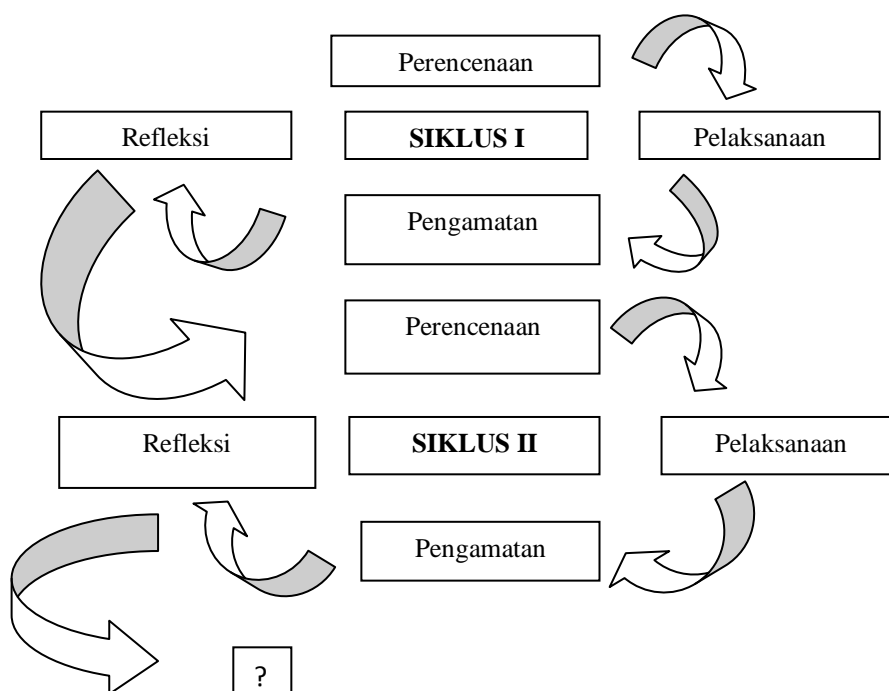 Perencenaan
Refleksi
SIKLUS I
Pelaksanaan
Pengamatan
Perencenaan
Refleksi
SIKLUS II
Pelaksanaan
Pengamatan
?